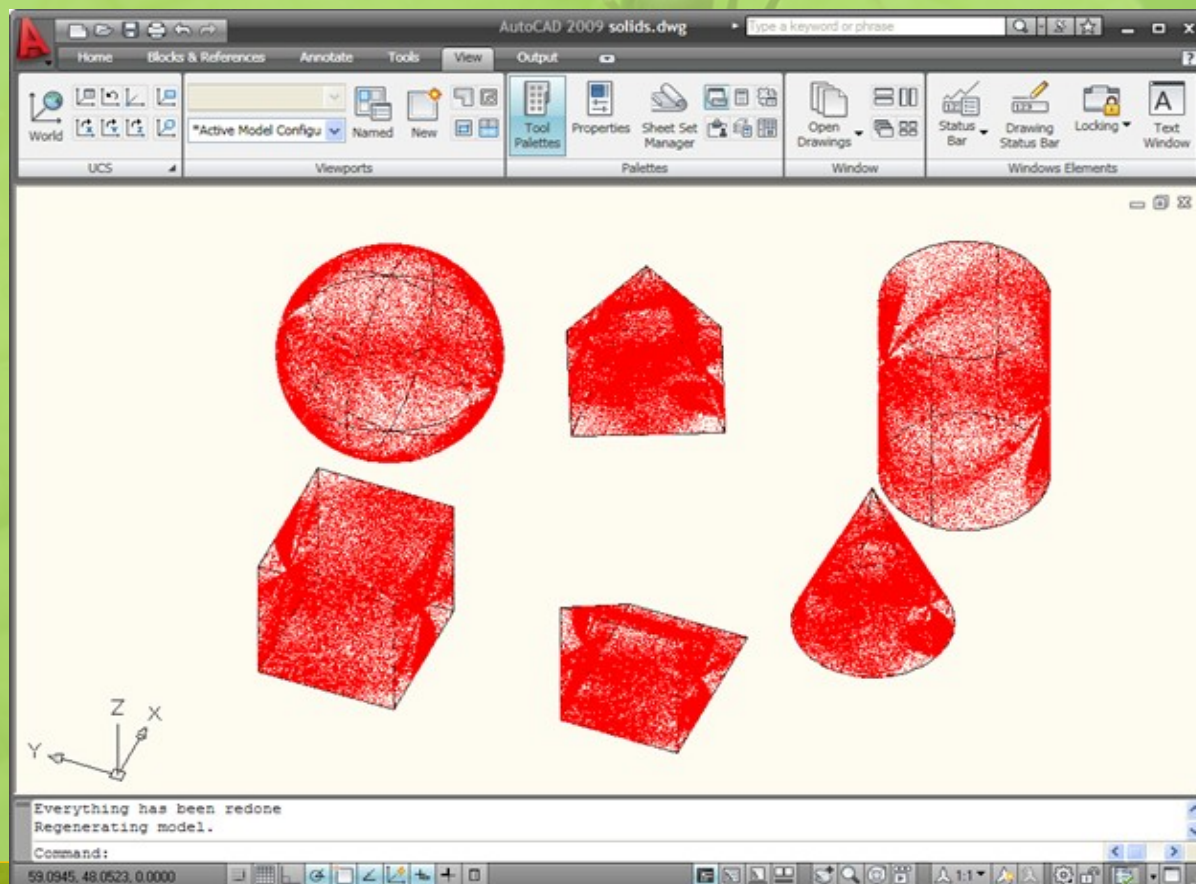 AutoCAD 2009 solids.dwg
Type a keyword or phrase
Home Blocks & References Annotate Tools View Output
World
*Active Model Configu
Named
New
Tool Palettes
Properties
Sheet Set Manager
Open Drawings
Status Bar
Drawing Status Bar
Locking
Text Window
UCS
Viewports
Palettes
Window
Windows Elements
Z
X
Y
Everything has been redone
Regenerating model.
Command:
59.0945, 48.0523, 0.0000
1:1